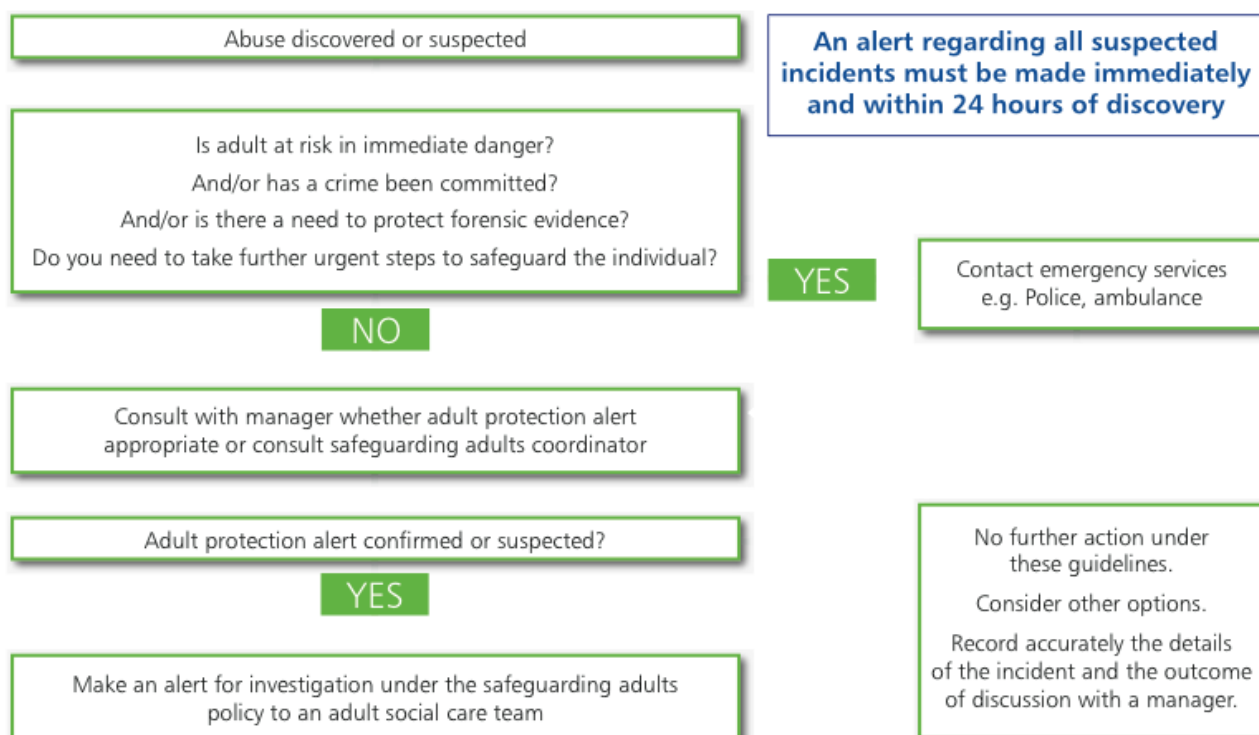 Abuse discovered or suspected
An alert regarding all suspected
incidents must be made immediately
and within 24 hours of discovery
Is adult at risk in immediate danger?
And/or has a crime been committed?
And/or is there a need to protect forensic evidence?
Do you need to take further urgent steps to safeguard the individual?
YES
Contact emergency services
e.g. Police, ambulance
NO
Consult with manager whether adult protection alert
appropriate or consult safeguarding adults coordinator
Adult protection alert confirmed or suspected?
YES
No further action under
these guidelines.
Consider other options.
Record accurately the details
of the incident and the outcome
of discussion with a manager.
Make an alert for investigation under the safeguarding adults
policy to an adult social care team